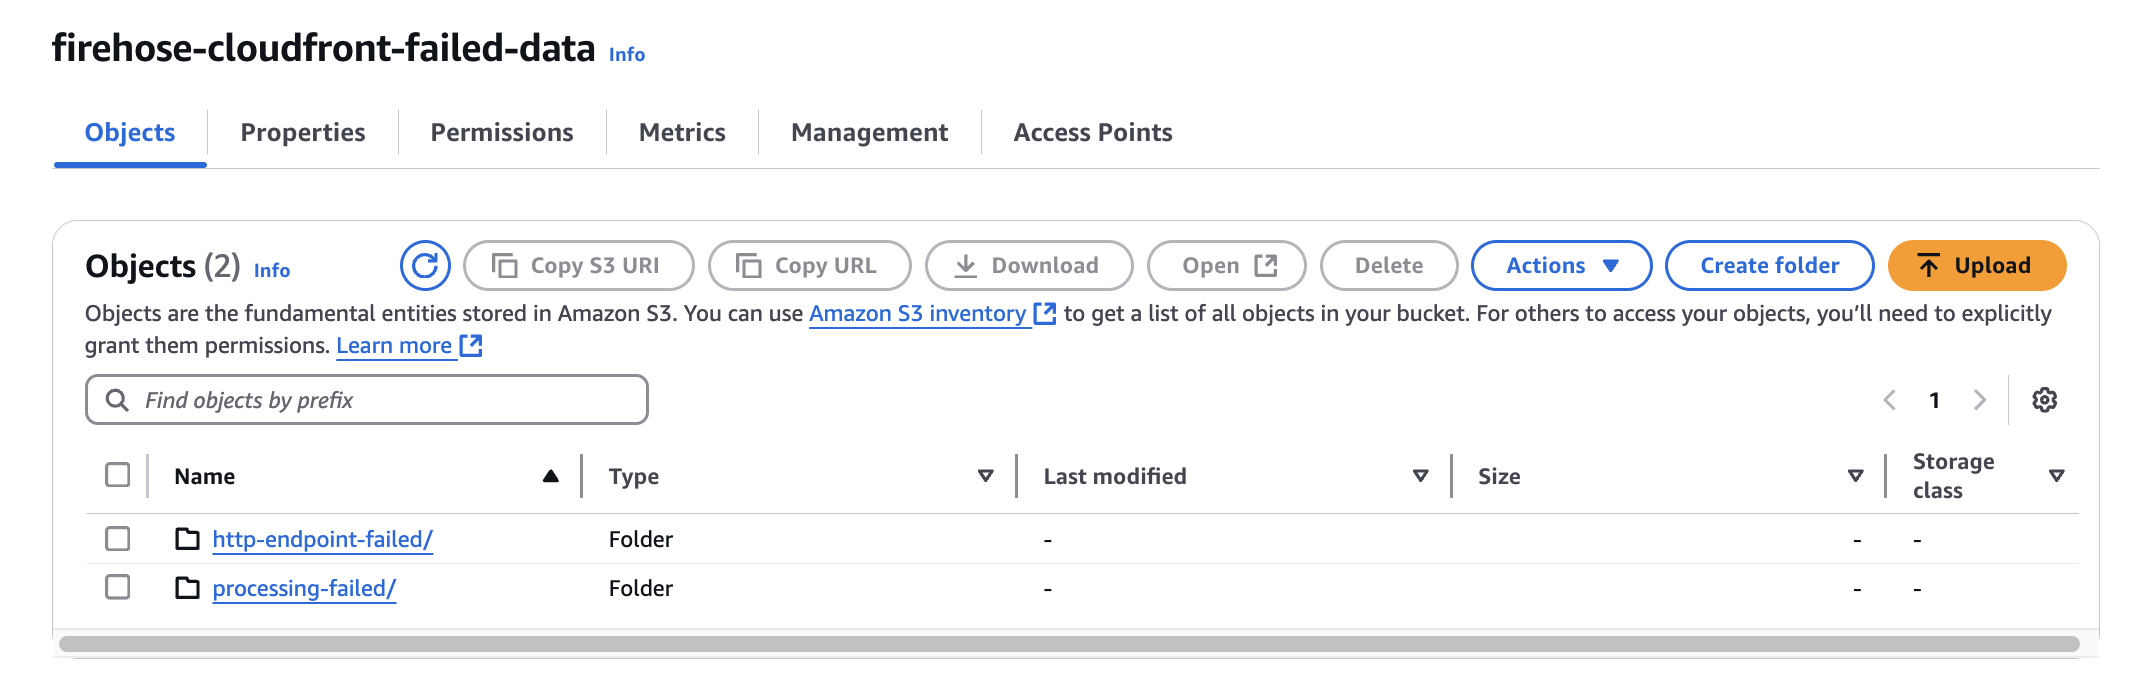 firehose-cloudfront-failed-data Info
Objects Properties Permissions Metrics Management Access Points
Objects (2) Info Copy S3 URI Copy URL Download Open Delete Actions Create folder Upload
Objects are the fundamental entities stored in Amazon S3. You can use Amazon S3 inventory to get a list of all objects in your bucket. For others to access your objects, you’ll need to explicitly
grant them permissions. Learn more
Find objects by prefix 1
Name Type Last modified Size Storage class
http-endpoint-failed/ Folder - - -
processing-failed/ Folder - - -